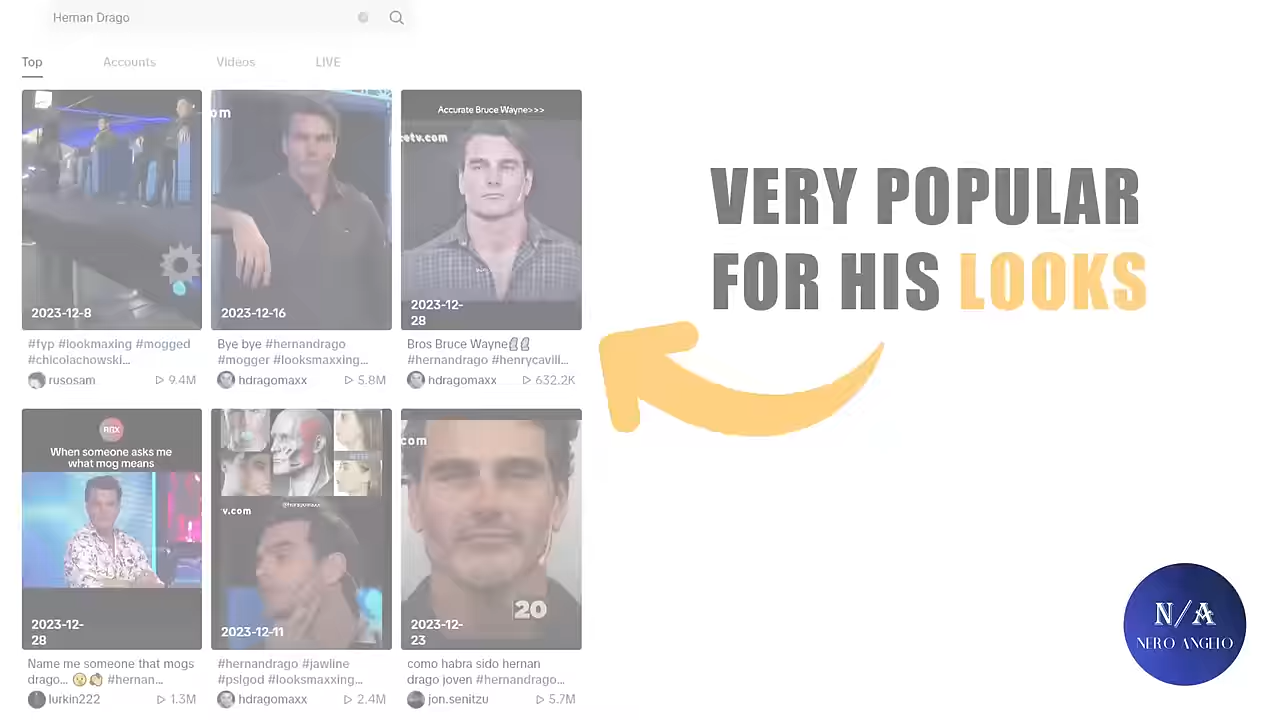 Hernan Drago
Top Accounts Videos LIVE
om
2023-12-8
#fyp #lookmaxing #mogged
#chicolachowski...
rusosam 9.4M
2023-12-16
Bye bye #hernandrago
#mogger #looksmaxxing...
hdragomaxx 5.8M
Accurate Bruce Wayne>>>
cetv.com
2023-12-
28
Bros Bruce Wayne🗿🗿
#hernandrago #henrycavill...
hdragomaxx 632.2K
When someone asks me
what mog means
2023-12-
28
Name me someone that mogs
drago... #hernan...
lurkin222 1.3M
v.com
2023-12-11
#hernandrago #jawline
#pslgod #looksmaxxing...
hdragomaxx 2.4M
.com
20
2023-12-
23
como habra sido hernan
drago joven #hernandrago...
jon.senitzu 5.7M
VERY POPULAR
FOR HIS LOOKS
N/A
NERO ANGELO